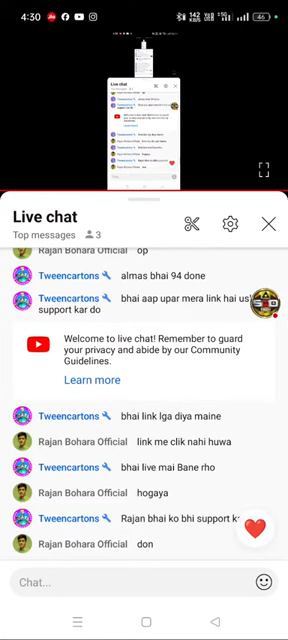 4:30
46
Live chat
Top messages 3
Rajan Bohara Official op
Tweencartons almas bhai 94 done
Tweencartons bhai aap upar mera link hai us
support kar do
Welcome to live chat! Remember to guard
your privacy and abide by our Community
Guidelines.
Learn more
Tweencartons bhai link lga diya maine
Rajan Bohara Official link me clik nahi huwa
Tweencartons bhai live mai Bane rho
Rajan Bohara Official hogaya
Tweencartons Rajan bhai ko bhi support
Rajan Bohara Official don
Chat...